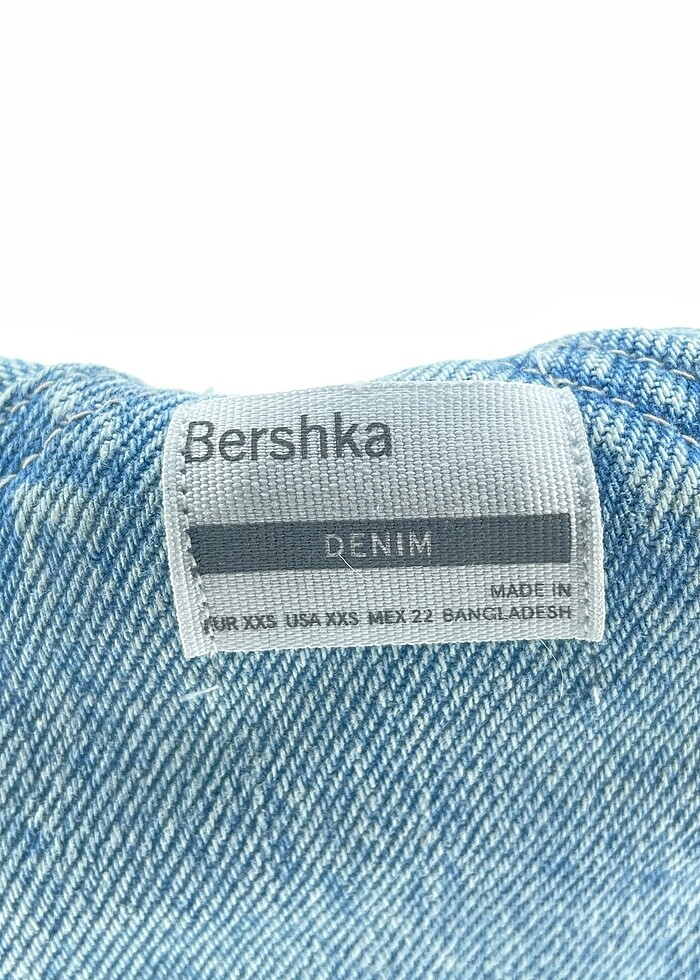 Bershka
DENIM
MADE IN
EUR XXS USA XXS MEX 22 BANGLADESH